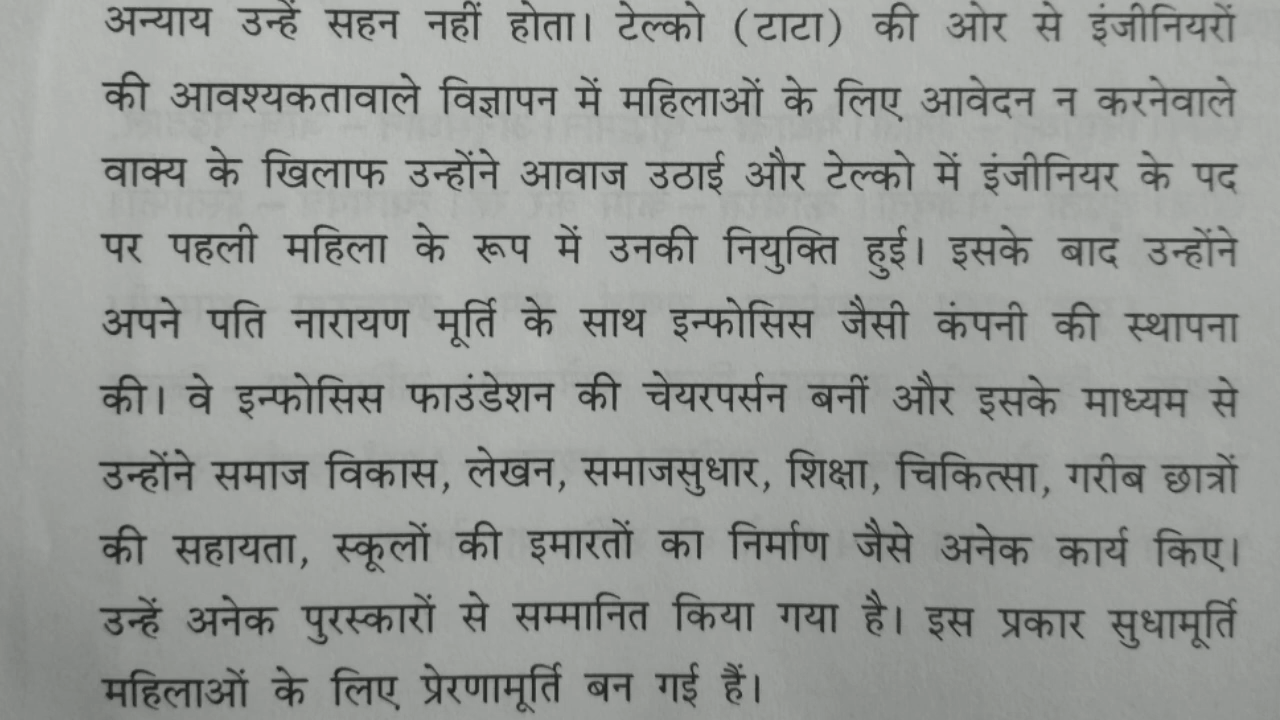 अन्याय उन्हें सहन नहीं होता। टेल्को (टाटा) की ओर से इंजीनियरों
की आवश्यकतावाले विज्ञापन में महिलाओं के लिए आवेदन न करनेवाले
वाक्य के खिलाफ उन्होंने आवाज उठाई और टेल्को में इंजीनियर के पद
पर पहली महिला के रूप में उनकी नियुक्ति हुई। इसके बाद उन्होंने
अपने पति नारायण मूर्ति के साथ इन्फोसिस जैसी कंपनी की स्थापना
की। वे इन्फोसिस फाउंडेशन की चेयरपर्सन बनीं और इसके माध्यम से
उन्होंने समाज विकास, लेखन, समाजसुधार, शिक्षा, चिकित्सा, गरीब छात्रों
की सहायता, स्कूलों की इमारतों का निर्माण जैसे अनेक कार्य किए।
उन्हें अनेक पुरस्कारों से सम्मानित किया गया है। इस प्रकार सुधामूर्ति
महिलाओं के लिए प्रेरणामूर्ति बन गई हैं।